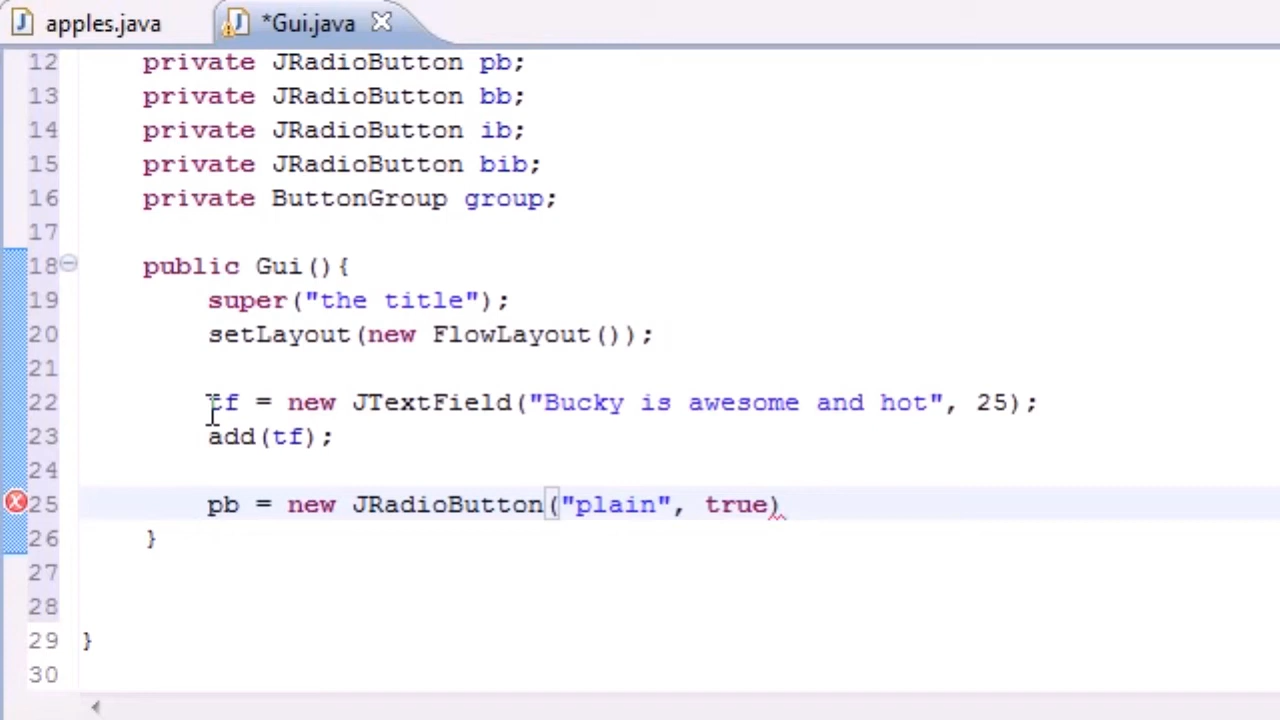 apples.java *Gui.java
12 private JRadioButton pb;
13 private JRadioButton bb;
14 private JRadioButton ib;
15 private JRadioButton bib;
16 private ButtonGroup group;
17
18 public Gui(){
19 super("the title");
20 setLayout(new FlowLayout());
21
22 tf = new JTextField("Bucky is awesome and hot", 25);
23 add(tf);
24
25 pb = new JRadioButton("plain", true)
26 }
27
28
29 }
30